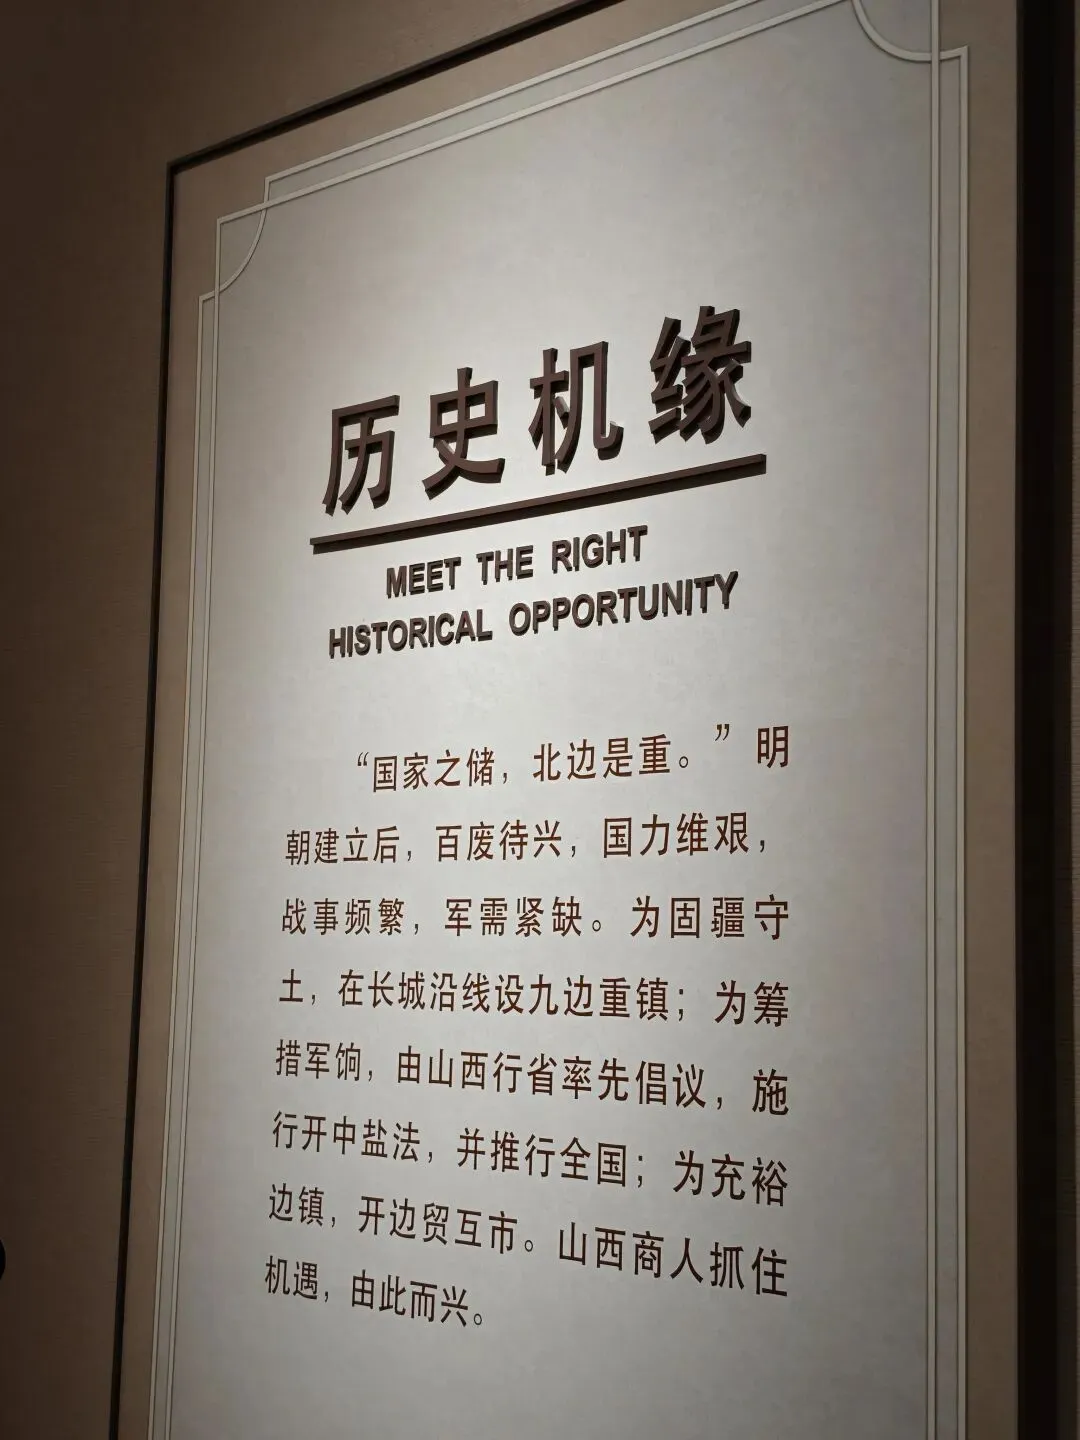 历史机缘
MEET THE RIGHT
HISTORICAL OPPORTUNITY
“国家之储，北边是重。”明
朝建立后，百废待兴，国力维艰，
战事频繁，军需紧缺。为固疆守
土，在长城沿线设九边重镇；为筹
措军饷，由山西行省率先倡议，施
行开中盐法，并推行全国；为充裕
边镇，开边贸互市。山西商人抓住
机遇，由此而兴。